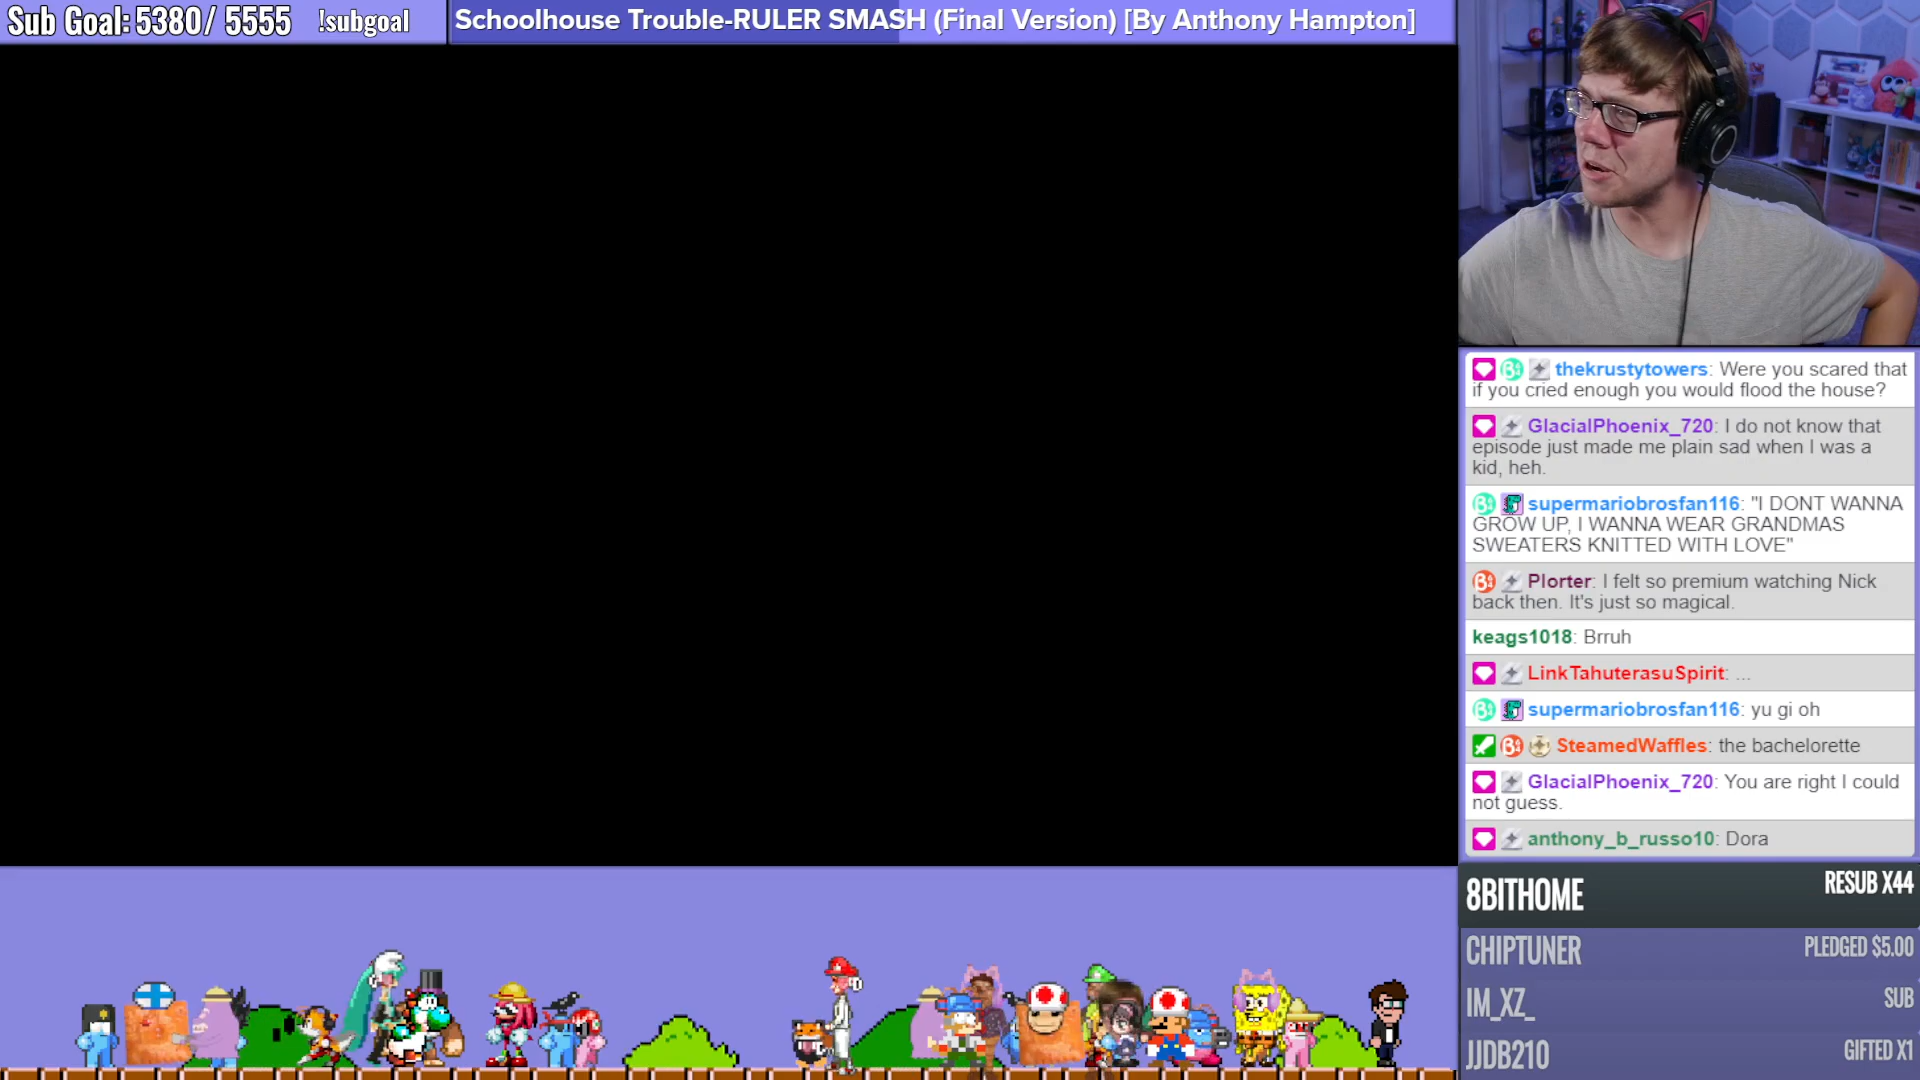 Sub Goal: 5380/ 5555 !subgoal
Schoolhouse Trouble-RULER SMASH (Final Version) [By Anthony Hampton]
thekrustytowers: Were you scared that
if you cried enough you would flood the house?
GlacialPhoenix_720: I do not know that
episode just made me plain sad when I was a
kid, heh.
supermariobrosfan116: "I DONT WANNA
GROW UP, I WANNA WEAR GRANDMAS
SWEATERS KNITTED WITH LOVE"
Plorter: I felt so premium watching Nick
back then. It's just so magical.
keags1018: Brruh
LinkTahuterasuSpirit: ...
supermariobrosfan116: yu gi oh
SteamedWaffles: the bachelorette
GlacialPhoenix_720: You are right I could
not guess.
anthony_b_russo10: Dora
8BITHOME RESUB X44
CHIPTUNER PLEDGED $5.00
IM_XZ_ SUB
JJDB210 GIFTED X1